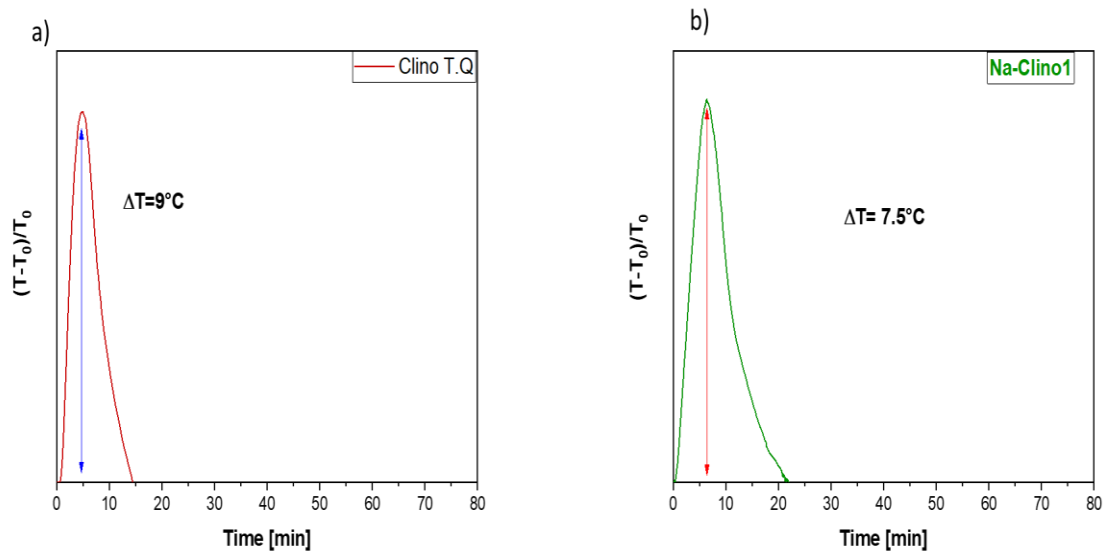 a)
Clino T.Q
ΔT=9°C
(T-T₀)/T₀
0 10 20 30 40 50 60 70 80
Time [min]
b)
Na-Clino1
ΔT= 7.5°C
(T-T₀)/T₀
0 10 20 30 40 50 60 70 80
Time [min]